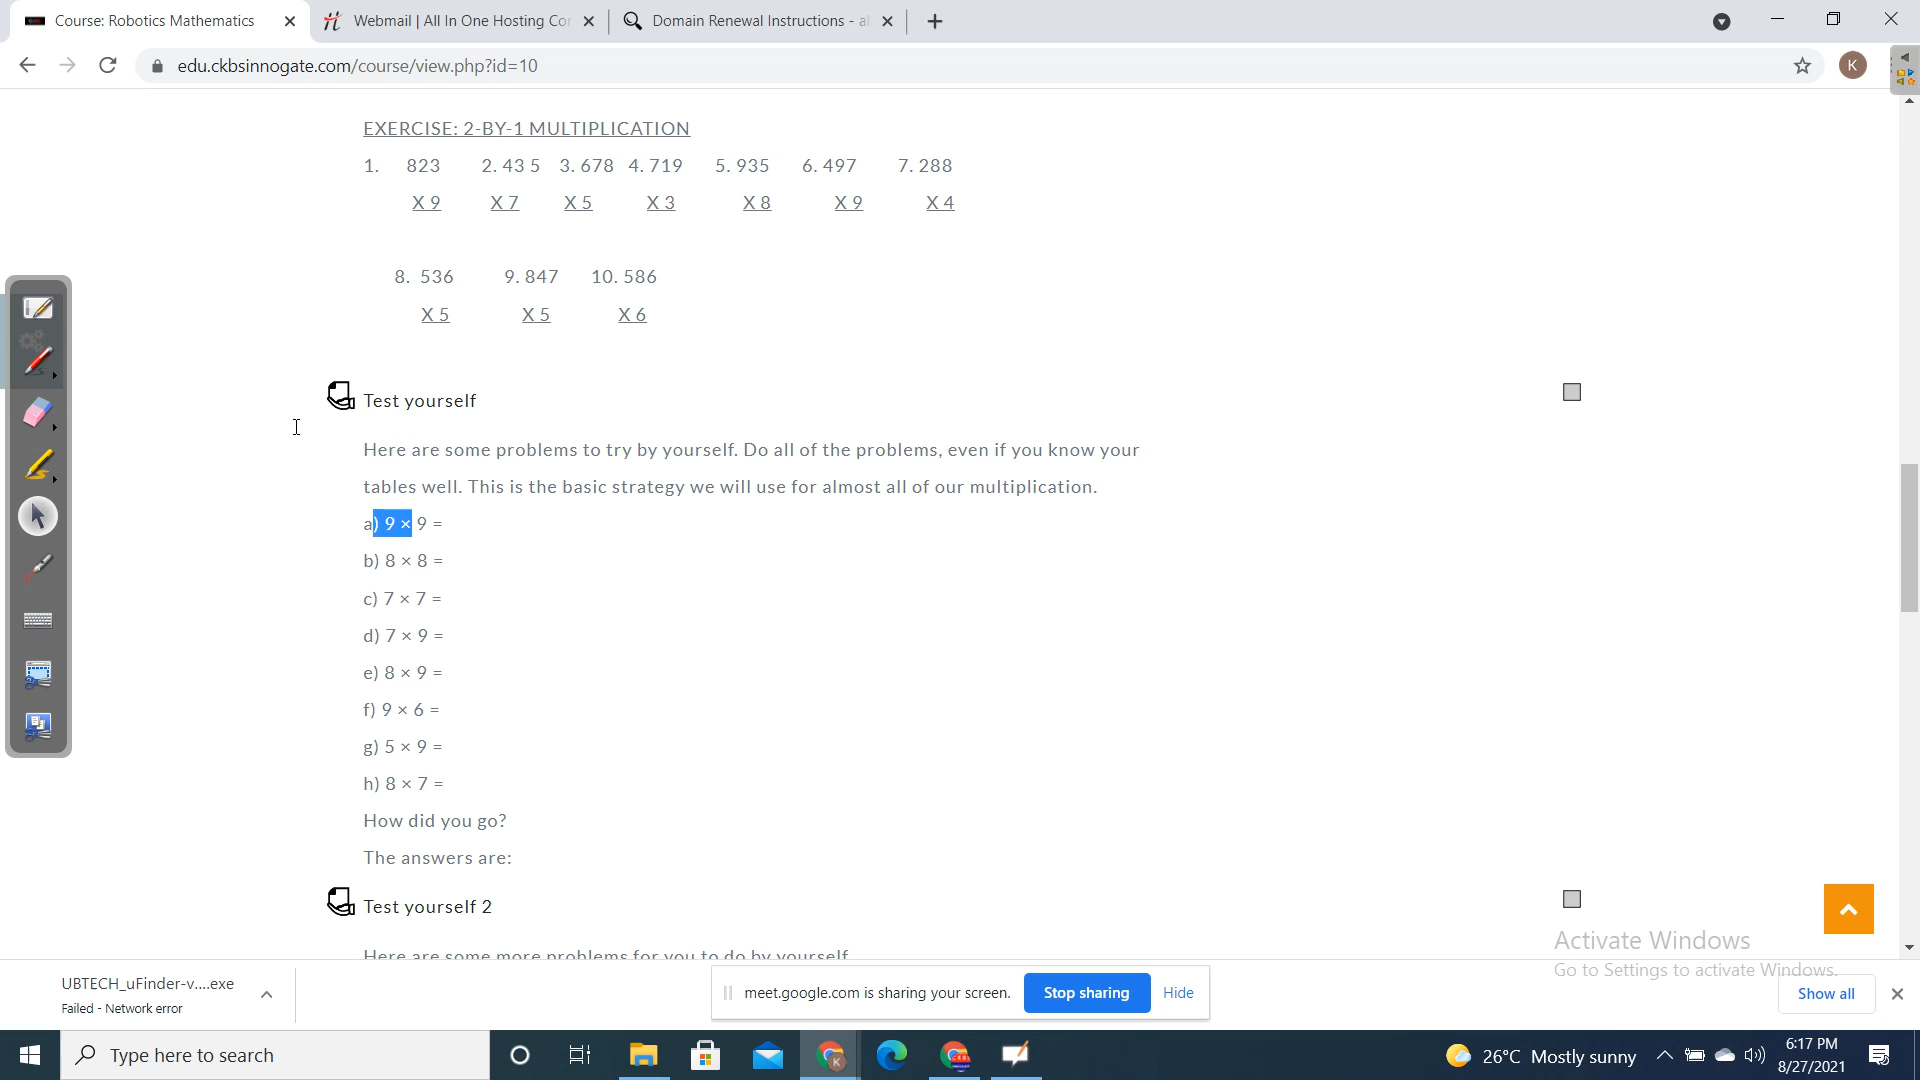 Course: Robotics Mathematics
Webmail | All In One Hosting Con
Domain Renewal Instructions - al
edu.ckbsinnogate.com/course/view.php?id=10
K
EXERCISE: 2-BY-1 MULTIPLICATION
1. 823 2. 43 5 3. 678 4. 719 5. 935 6. 497 7. 288
X 9 X 7 X 5 X 3 X 8 X 9 X 4
8. 536 9. 847 10. 586
X 5 X 5 X 6
Test yourself
Here are some problems to try by yourself. Do all of the problems, even if you know your
tables well. This is the basic strategy we will use for almost all of our multiplication.
a) 9 × 9 =
b) 8 × 8 =
c) 7 × 7 =
d) 7 × 9 =
e) 8 × 9 =
f) 9 × 6 =
g) 5 × 9 =
h) 8 × 7 =
How did you go?
The answers are:
Test yourself 2
Here are some more problems for you to do by yourself
Activate Windows
Go to Settings to activate Windows.
UBTECH_uFinder-v....exe
Failed - Network error
meet.google.com is sharing your screen.
Stop sharing
Hide
Show all
Type here to search
K
26°C Mostly sunny
6:17 PM
8/27/2021